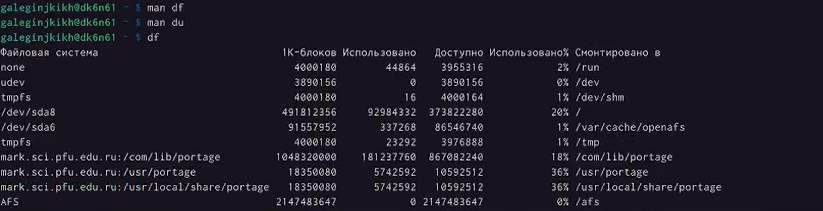 galeginjkikh@dk6n61 ~ $ man df
galeginjkikh@dk6n61 ~ $ man du
galeginjkikh@dk6n61 ~ $ df
Файловая система 1K-блоков Использовано Доступно Использовано% Смонтировано в
none 4000180 44864 3955316 2% /run
udev 3890156 0 3890156 0% /dev
tmpfs 4000180 16 4000164 1% /dev/shm
/dev/sda8 491812356 92984332 373822280 20% /
/dev/sda6 91557952 337268 86546740 1% /var/cache/openafs
tmpfs 4000180 23292 3976888 1% /tmp
mark.sci.pfu.edu.ru:/com/lib/portage 1048320000 181237760 867082240 18% /com/lib/portage
mark.sci.pfu.edu.ru:/usr/portage 18350080 5742592 10592512 36% /usr/portage
mark.sci.pfu.edu.ru:/usr/local/share/portage 18350080 5742592 10592512 36% /usr/local/share/portage
AFS 2147483647 0 2147483647 0% /afs